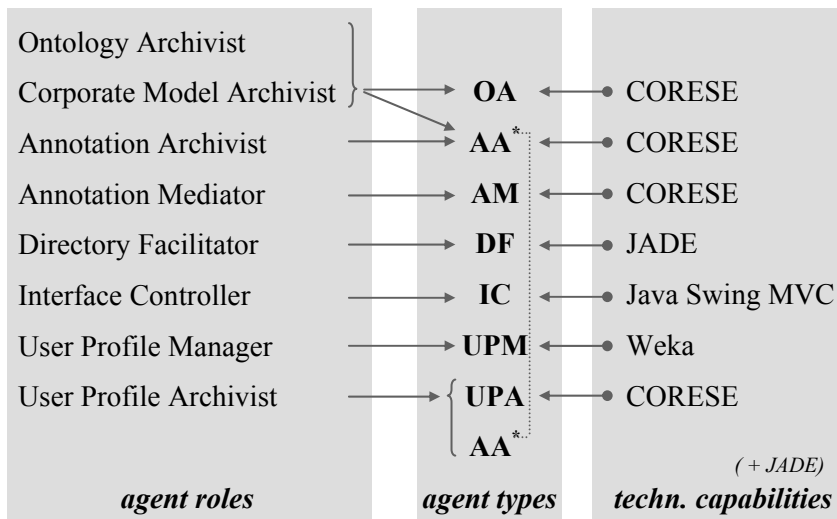 Ontology Archivist
Corporate Model Archivist OA CORESE
Annotation Archivist AA* CORESE
Annotation Mediator AM CORESE
Directory Facilitator DF JADE
Interface Controller IC Java Swing MVC
User Profile Manager UPM Weka
User Profile Archivist UPA CORESE
AA*
( + JADE)
agent roles agent types techn. capabilities